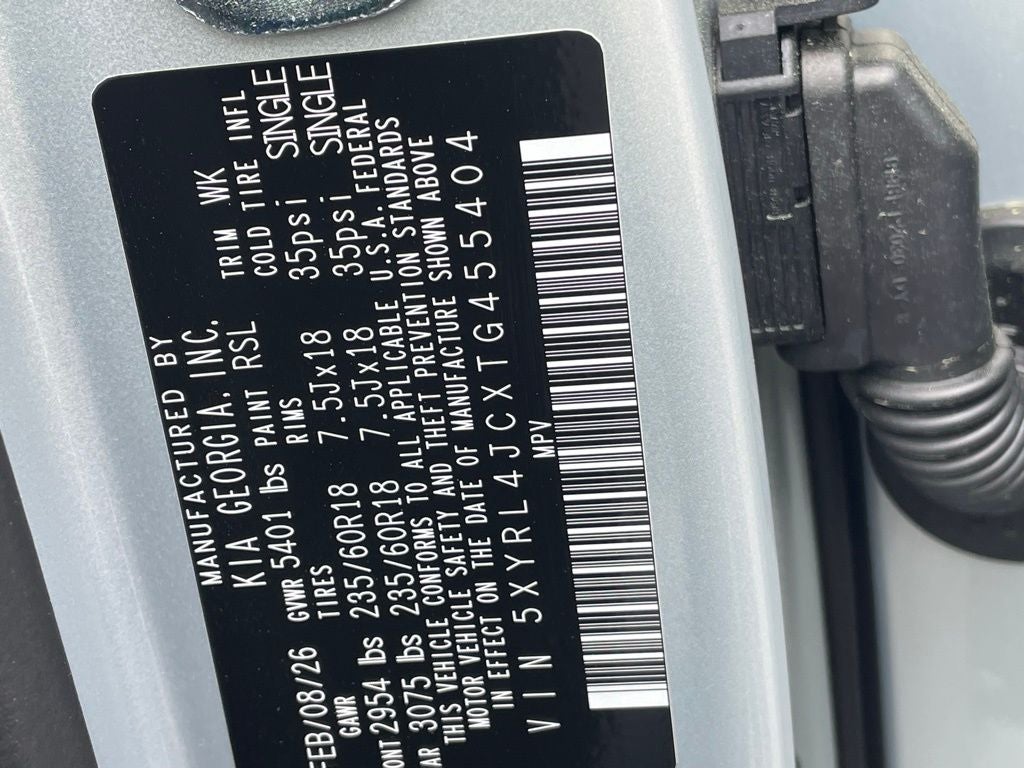 MANUFACTURED BY
KIA GEORGIA, INC.
FEB/08/26 GVWR 5401 lbs PAINT RSL TRIM WK
GAWR TIRES RIMS COLD TIRE INFL
ONT 2954 lbs 235/60R18 7.5Jx18 35psi SINGLE
AR 3075 lbs 235/60R18 7.5Jx18 35psi SINGLE
THIS VEHICLE CONFORMS TO ALL APPLICABLE U.S.A. FEDERAL
MOTOR VEHICLE SAFETY AND THEFT PREVENTION STANDARDS
IN EFFECT ON THE DATE OF MANUFACTURE SHOWN ABOVE
VIN 5XYRL4JCXTG455404
MPV